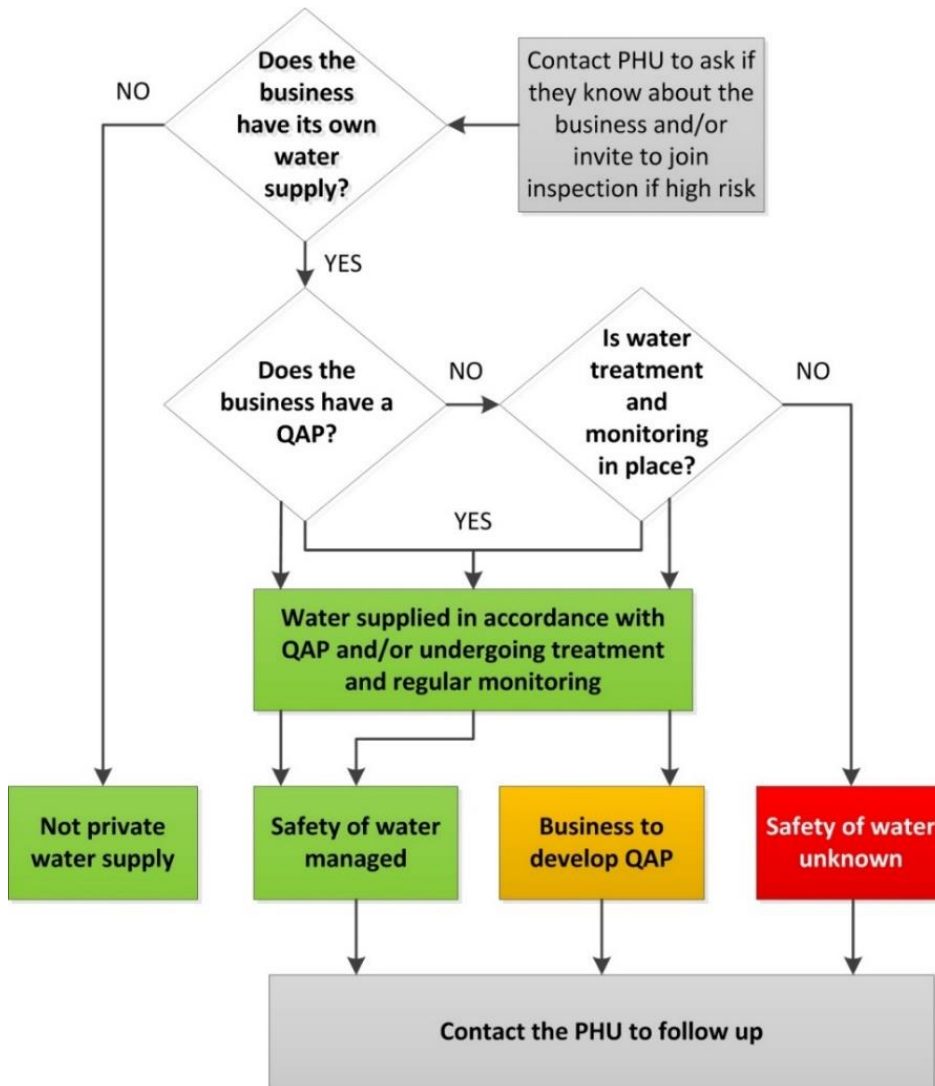 Does the
business
have its own
water
supply?
NO
Contact PHU to ask if
they know about the
business and/or
invite to join
inspection if high risk
YES
Does the
business have a
QAP?
NO
Is water
treatment
and
monitoring
in place?
NO
YES
Water supplied in accordance with
QAP and/or undergoing treatment
and regular monitoring
Not private
water supply
Safety of water
managed
Business to
develop QAP
Safety of water
unknown
Contact the PHU to follow up